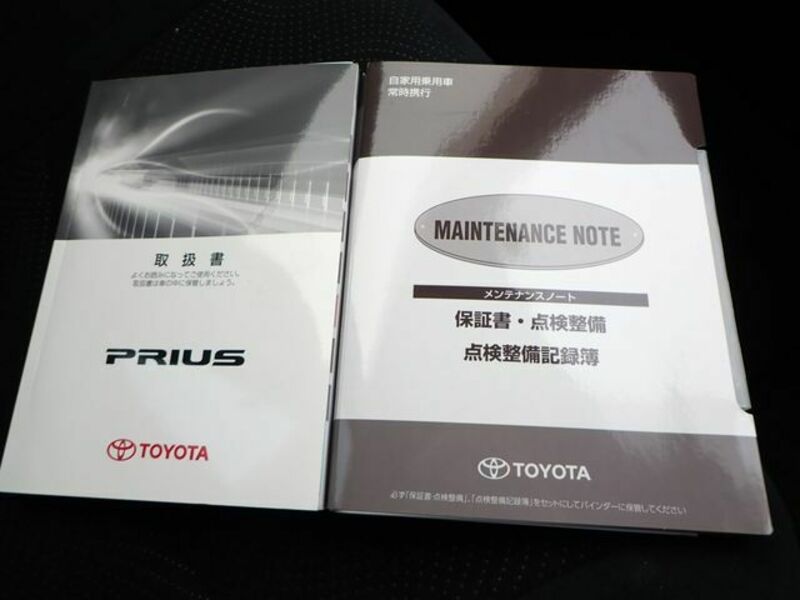 取扱書
よくお読みになってご使用ください。
取扱書は車の中に保管しましょう。
PRIUS
TOYOTA
自家用乗用車
常時携行
MAINTENANCE NOTE
メンテナンスノート
保証書・点検整備
点検整備記録簿
TOYOTA
必ず「保証書・点検整備」、「点検整備記録簿」をセットにしてバインダーに保管してください